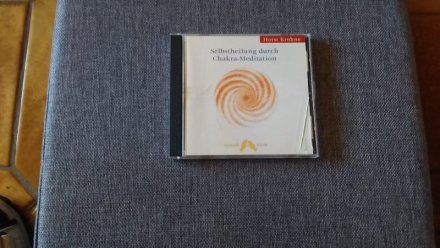 Horst Krohne
Selbstheilung durch
Chakra-Meditation